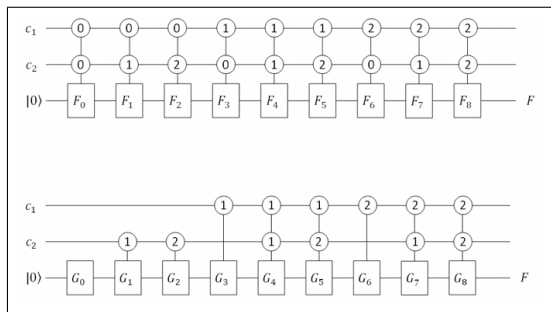 c₁ 0 0 0 1 1 1 2 2 2
c₂ 0 1 2 0 1 2 0 1 2
|0⟩ F₀ F₁ F₂ F₃ F₄ F₅ F₆ F₇ F₈ F
c₁ 1 1 1 2 2 2
c₂ 1 2 1 2 1 2
|0⟩ G₀ G₁ G₂ G₃ G₄ G₅ G₆ G₇ G₈ F